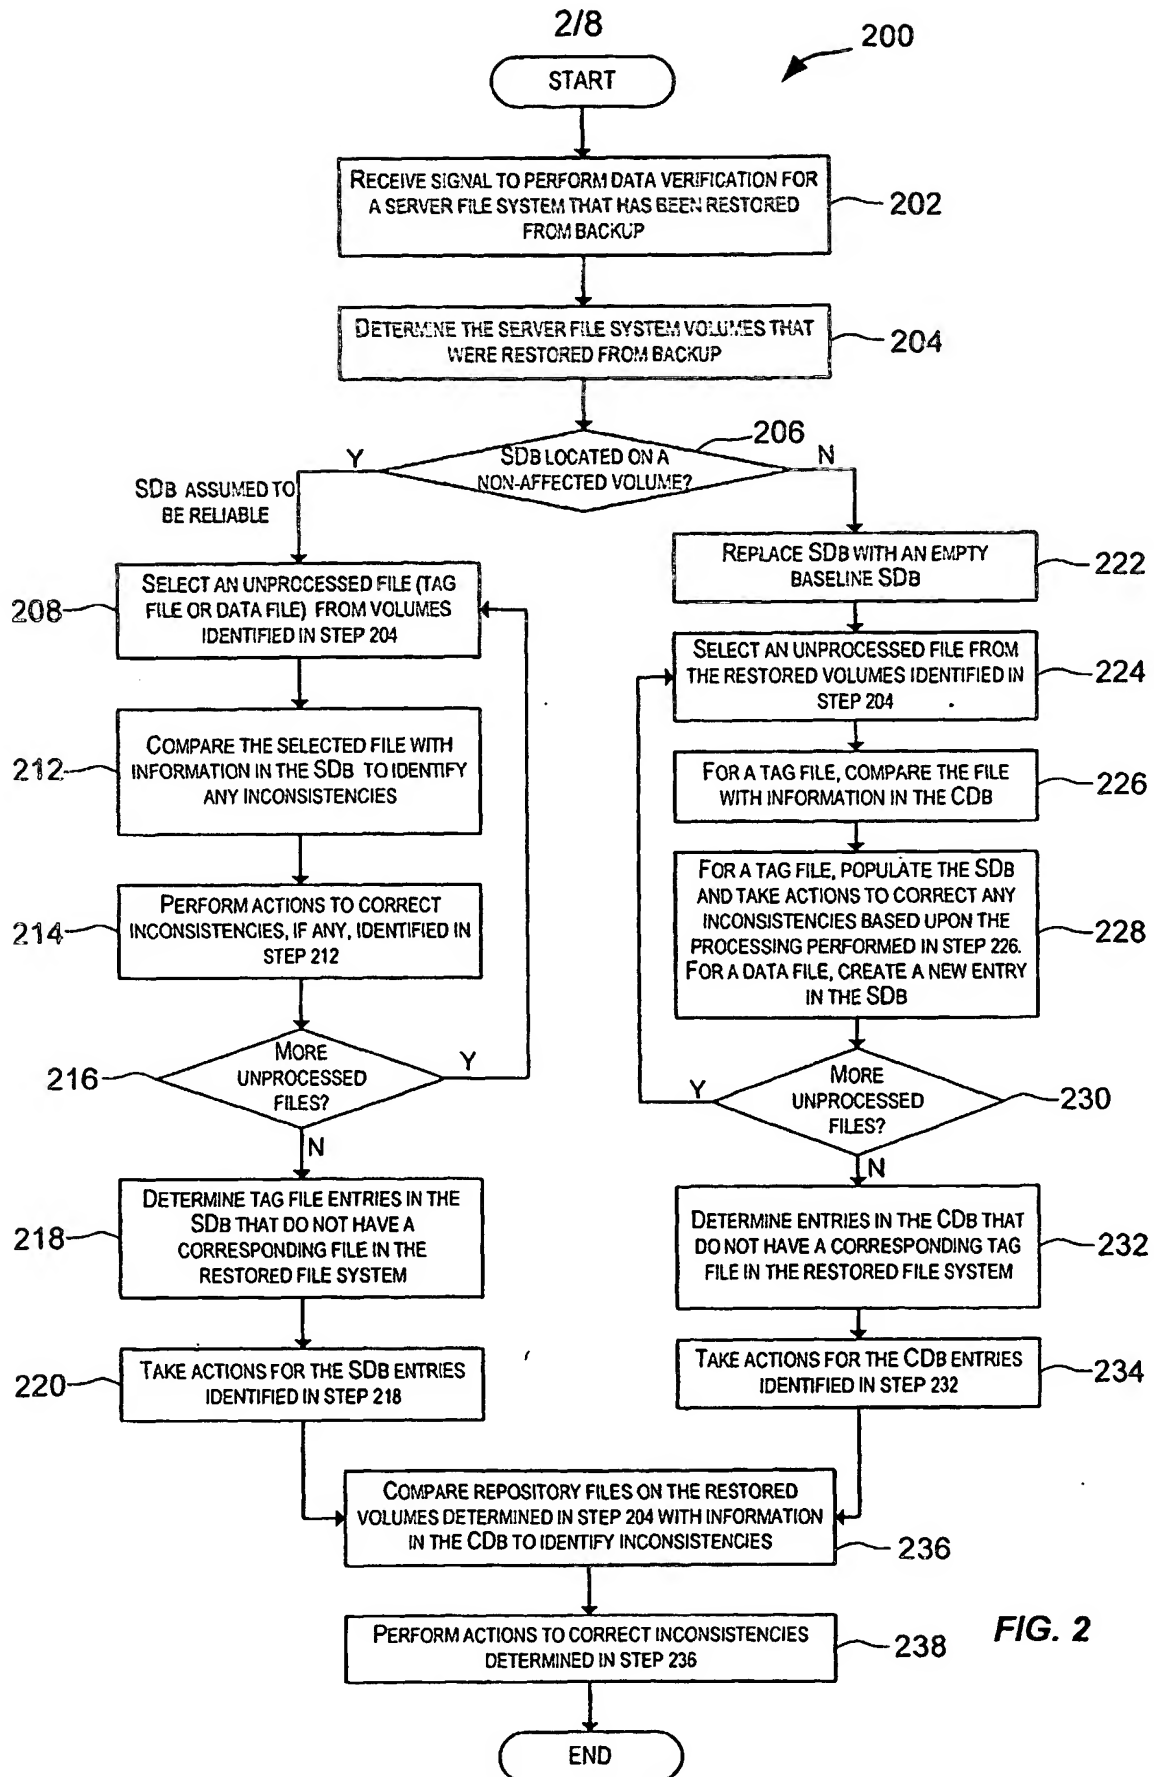 2/8
200
START
RECEIVE SIGNAL TO PERFORM DATA VERIFICATION FOR
A SERVER FILE SYSTEM THAT HAS BEEN RESTORED
FROM BACKUP
202
DETERMINE THE SERVER FILE SYSTEM VOLUMES THAT
WERE RESTORED FROM BACKUP
204
206
SDB LOCATED ON A
NON-AFFECTED VOLUME?
Y
N
SDB ASSUMED TO
BE RELIABLE
208
SELECT AN UNPROCESSED FILE (TAG
FILE OR DATA FILE) FROM VOLUMES
IDENTIFIED IN STEP 204
212
COMPARE THE SELECTED FILE WITH
INFORMATION IN THE SDB TO IDENTIFY
ANY INCONSISTENCIES
214
PERFORM ACTIONS TO CORRECT
INCONSISTENCIES, IF ANY, IDENTIFIED IN
STEP 212
216
MORE
UNPROCESSED
FILES?
Y
N
218
DETERMINE TAG FILE ENTRIES IN THE
SDB THAT DO NOT HAVE A
CORRESPONDING FILE IN THE
RESTORED FILE SYSTEM
220
TAKE ACTIONS FOR THE SDB ENTRIES
IDENTIFIED IN STEP 218
REPLACE SDB WITH AN EMPTY
BASELINE SDB
222
SELECT AN UNPROCESSED FILE FROM
THE RESTORED VOLUMES IDENTIFIED IN
STEP 204
224
FOR A TAG FILE, COMPARE THE FILE
WITH INFORMATION IN THE CDB
226
FOR A TAG FILE, POPULATE THE SDB
AND TAKE ACTIONS TO CORRECT ANY
INCONSISTENCIES BASED UPON THE
PROCESSING PERFORMED IN STEP 226.
FOR A DATA FILE, CREATE A NEW ENTRY
IN THE SDB
228
MORE
UNPROCESSED
FILES?
Y
230
N
DETERMINE ENTRIES IN THE CDB THAT
DO NOT HAVE A CORRESPONDING TAG
FILE IN THE RESTORED FILE SYSTEM
232
TAKE ACTIONS FOR THE CDB ENTRIES
IDENTIFIED IN STEP 232
234
COMPARE REPOSITORY FILES ON THE RESTORED
VOLUMES DETERMINED IN STEP 204 WITH INFORMATION
IN THE CDB TO IDENTIFY INCONSISTENCIES
236
PERFORM ACTIONS TO CORRECT INCONSISTENCIES
DETERMINED IN STEP 236
238
FIG. 2
END